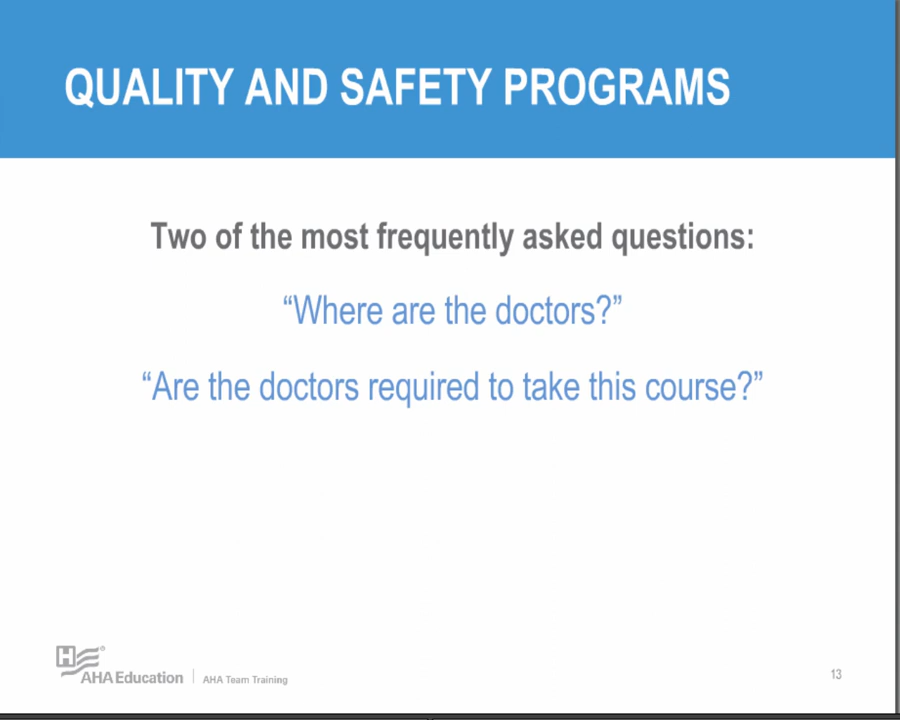 QUALITY AND SAFETY PROGRAMS
Two of the most frequently asked questions:
“Where are the doctors?”
“Are the doctors required to take this course?”
H
AHA Education | AHA Team Training
13